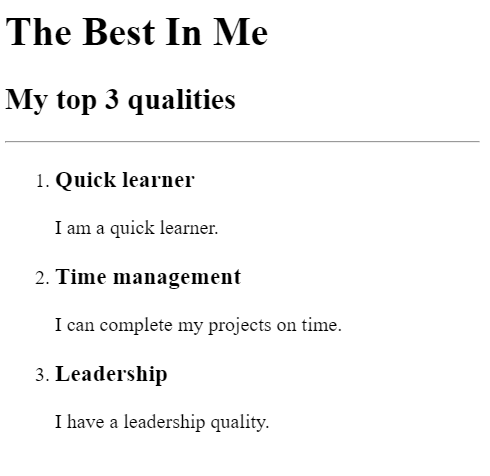 The Best In Me
My top 3 qualities
1. Quick learner
I am a quick learner.
2. Time management
I can complete my projects on time.
3. Leadership
I have a leadership quality.